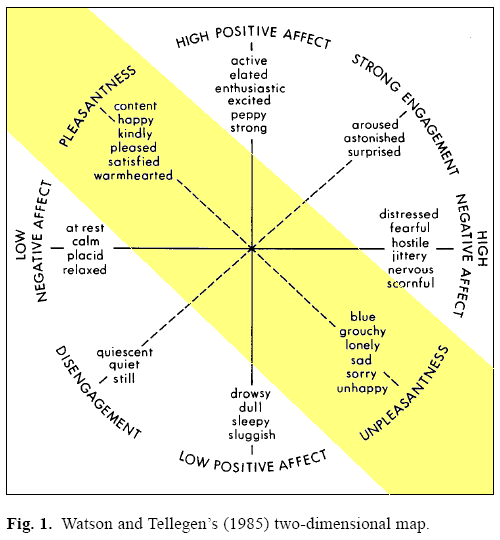 HIGH POSITIVE AFFECT
active
elated
enthusiastic
excited
peppy
strong
STRONG ENGAGEMENT
aroused
astonished
surprised
PLEASANTNESS
content
happy
kindly
pleased
satisfied
warmhearted
LOW
NEGATIVE AFFECT
at rest
calm
placid
relaxed
HIGH
NEGATIVE AFFECT
distressed
fearful
hostile
jittery
nervous
scornful
DISENGAGEMENT
quiescent
quiet
still
LOW POSITIVE AFFECT
drowsy
dull
sleepy
sluggish
UNPLEASANTNESS
blue
grouchy
lonely
sad
sorry
unhappy
Fig. 1. Watson and Tellegen's (1985) two-dimensional map.